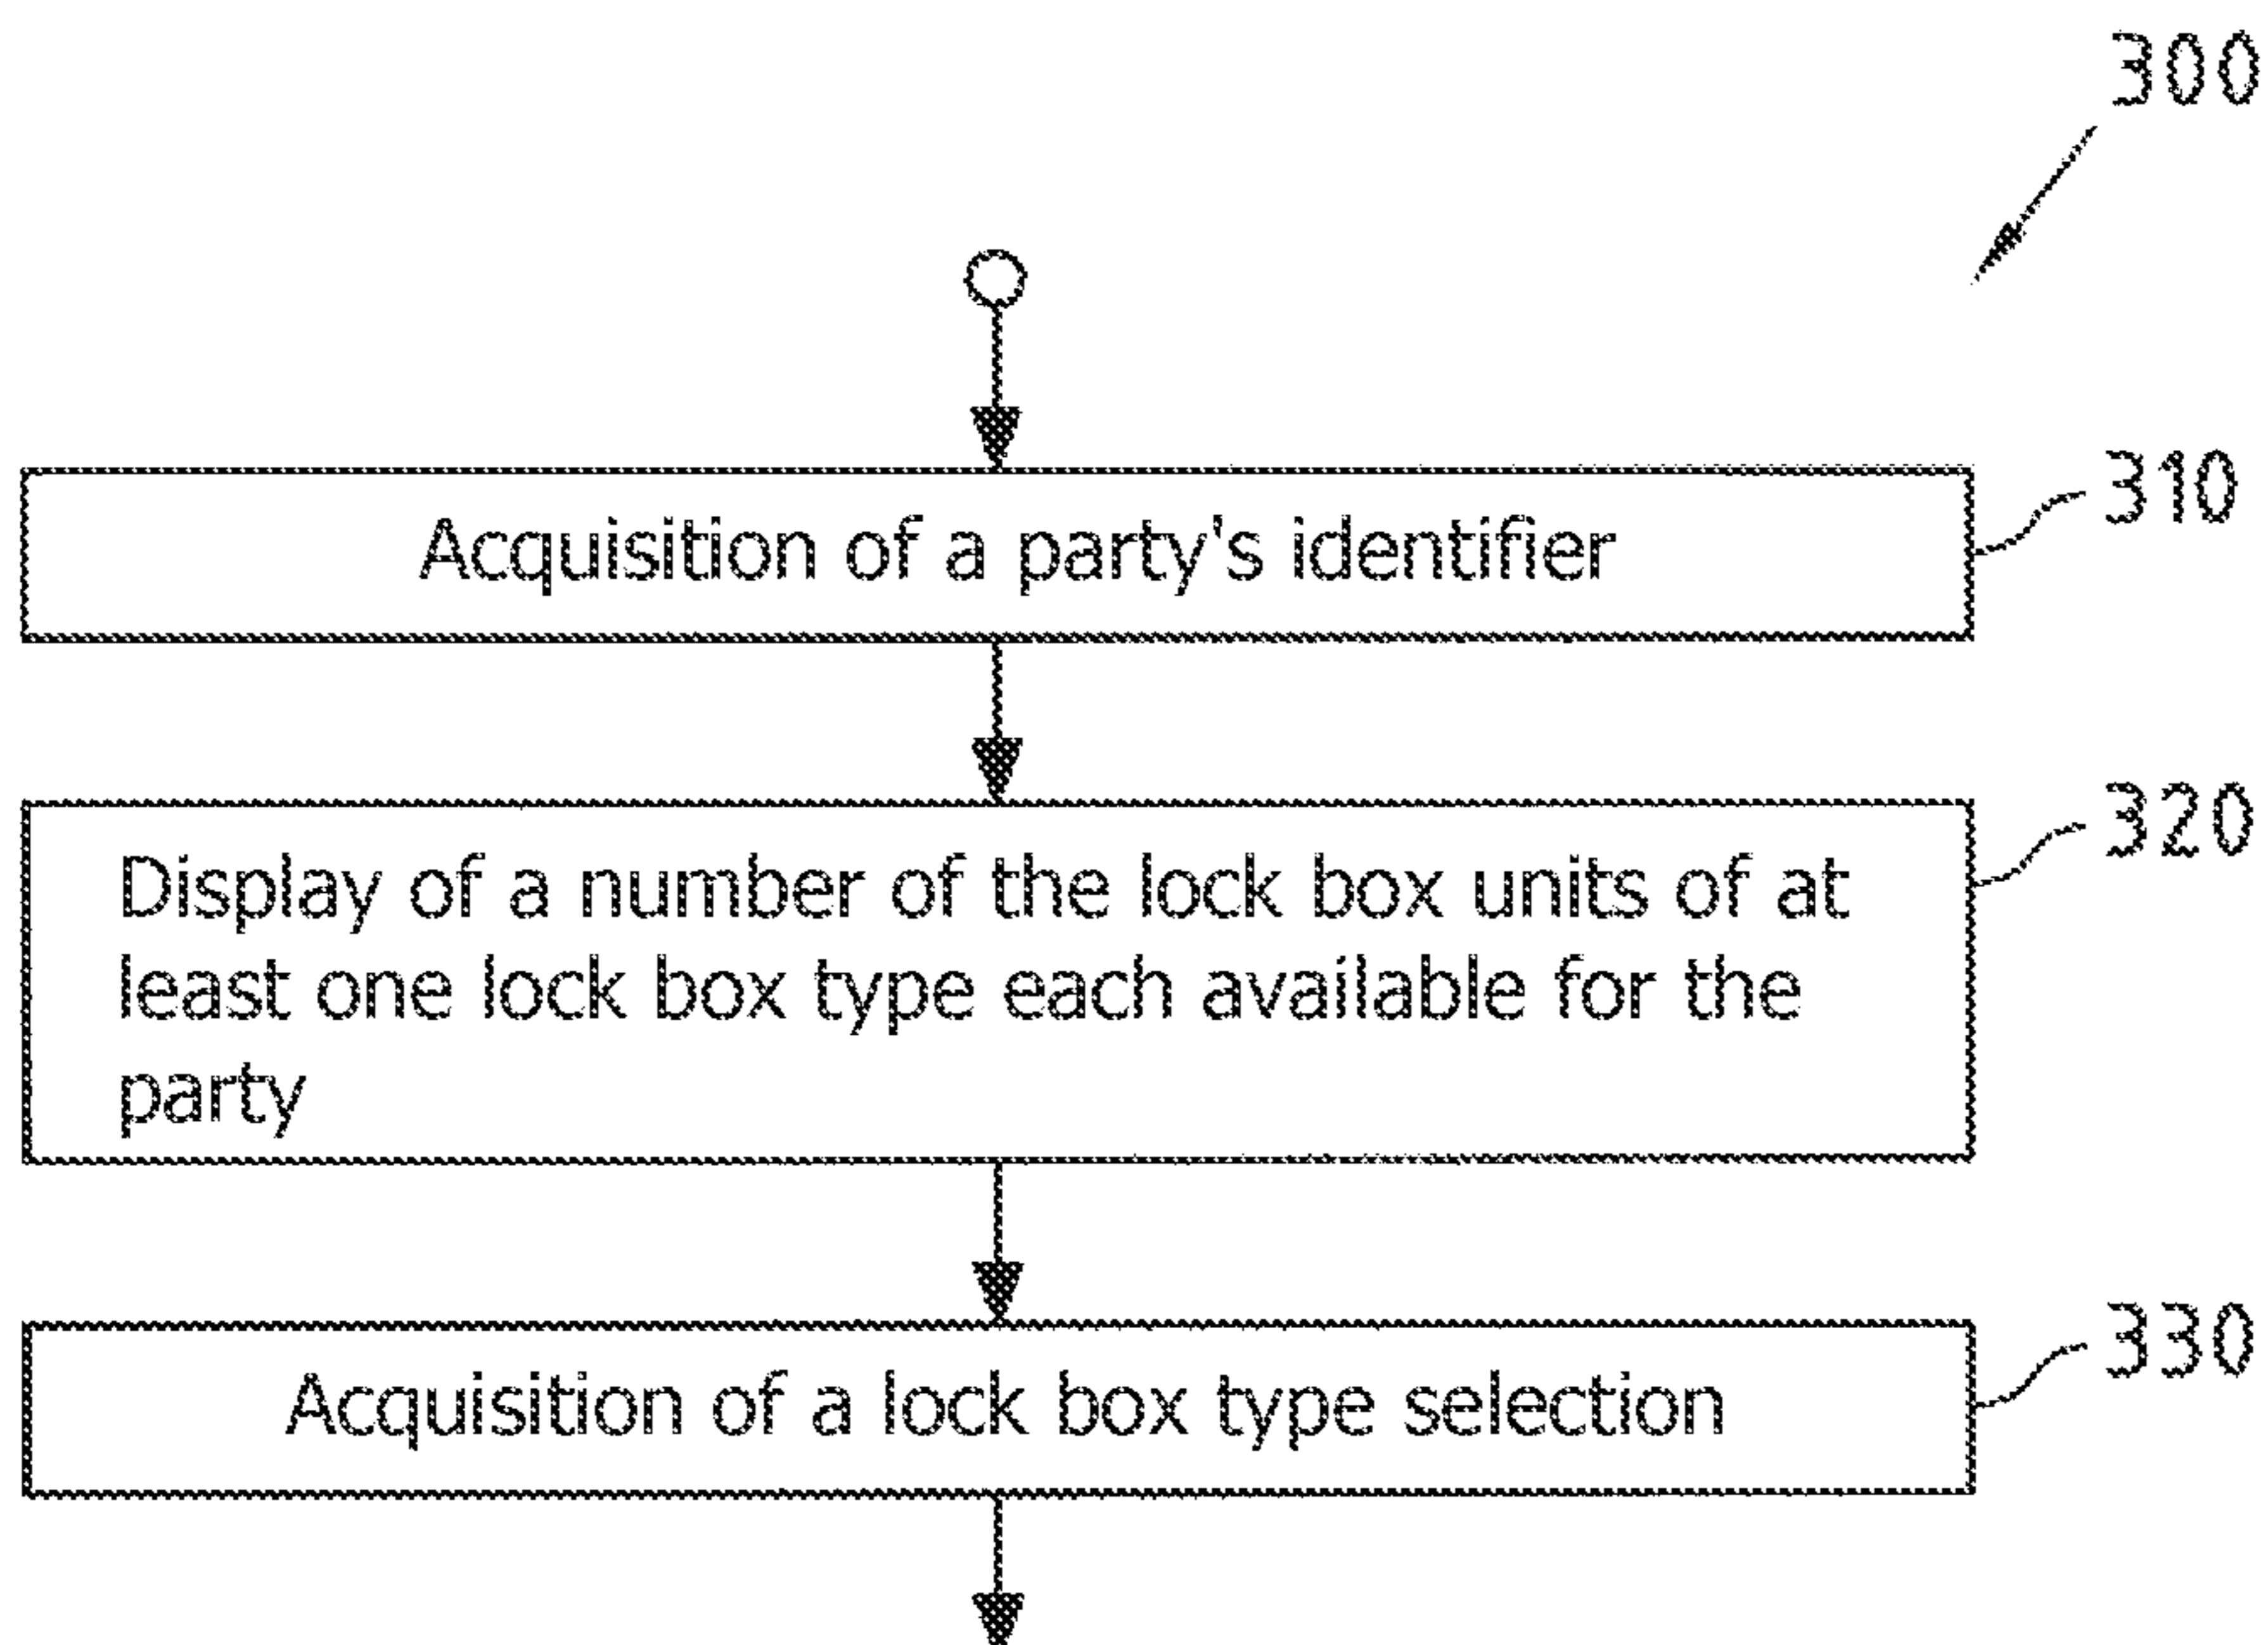 300
Acquisition of a party's identifier
310
Display of a number of the lock box units of at
least one lock box type each available for the
party
320
Acquisition of a lock box type selection
330